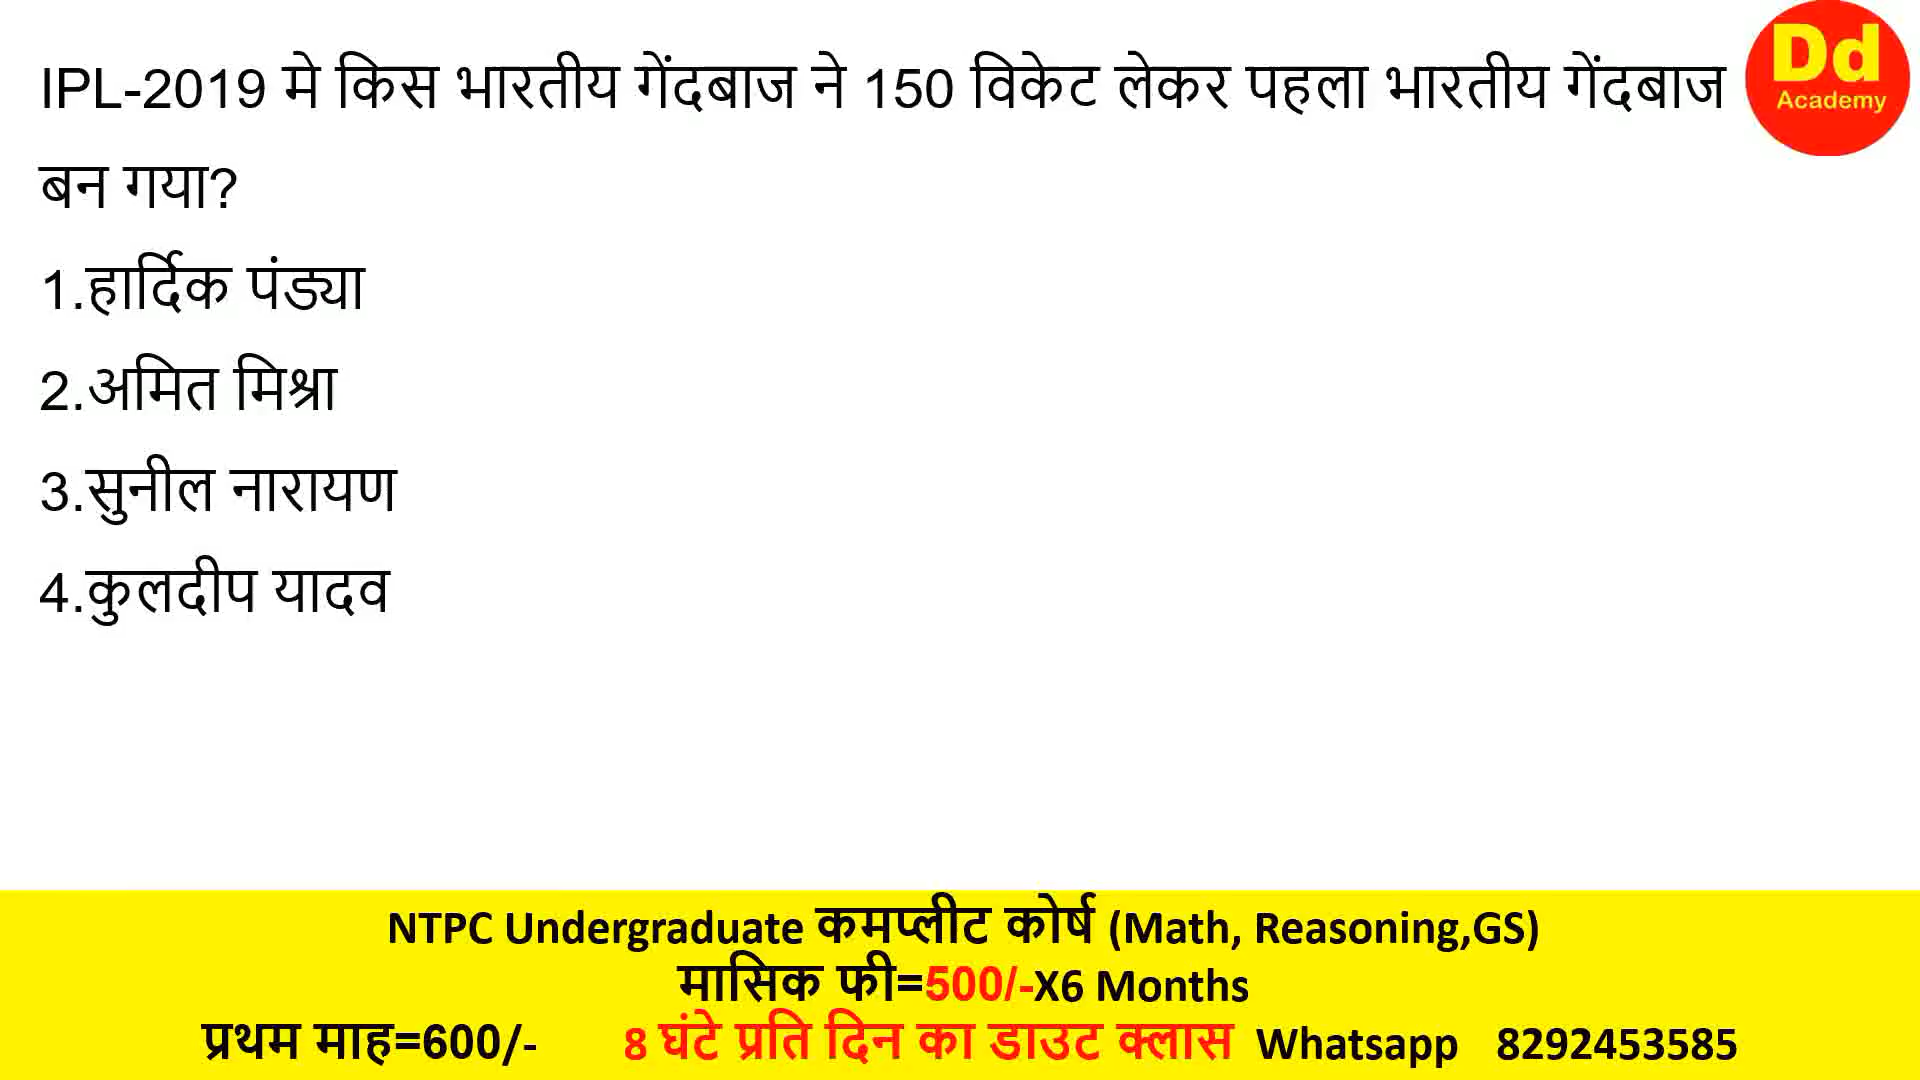 IPL-2019 मे किस भारतीय गेंदबाज ने 150 विकेट लेकर पहला भारतीय गेंदबाज
बन गया?
1.हार्दिक पंड्या
2.अमित मिश्रा
3.सुनील नारायण
4.कुलदीप यादव
Dd
Academy
NTPC Undergraduate कमप्लीट कोर्ष (Math, Reasoning,GS)
मासिक फी=500/-X6 Months
प्रथम माह=600/- 8 घंटे प्रति दिन का डाउट क्लास Whatsapp 8292453585